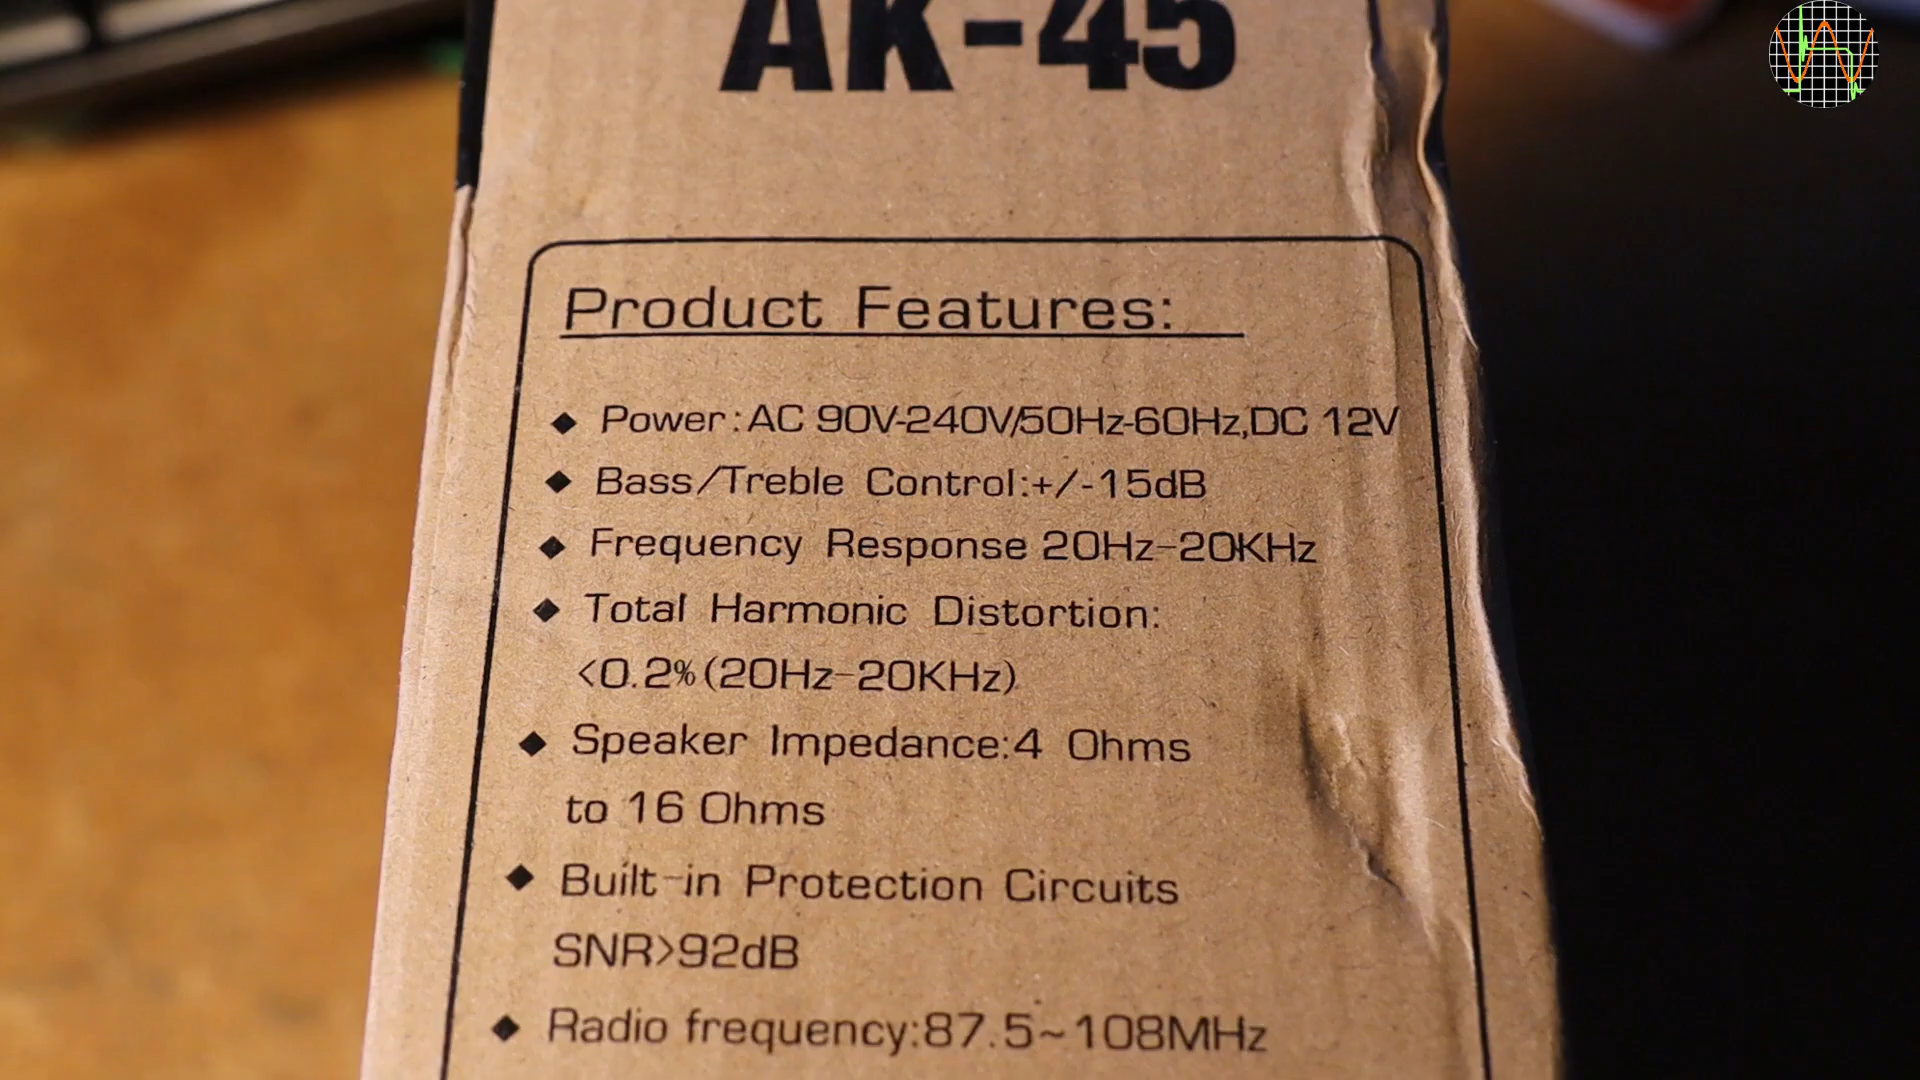 AK-45
Product Features:
◆ Power:AC 90V-240V/50Hz-60Hz,DC 12V
◆ Bass/Treble Control:+/-15dB
◆ Frequency Response 20Hz-20KHz
◆ Total Harmonic Distortion:
<0.2%(20Hz-20KHz)
◆ Speaker Impedance:4 Ohms
to 16 Ohms
◆ Built-in Protection Circuits
SNR>92dB
◆ Radio frequency:87.5~108MHz